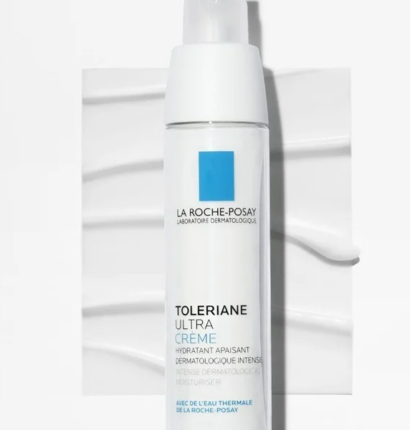 LA ROCHE-POSAY
LABORATOIRE DERMATOLOGIQUE
TOLERIANE
ULTRA
CRÈME
HYDRATANT APAISANT
DERMATOLOGIQUE INTENSE
INTENSE DERMATOLOGICAL
MOISTURISER
AVEC DE L'EAU THERMALE
DE LA ROCHE-POSAY